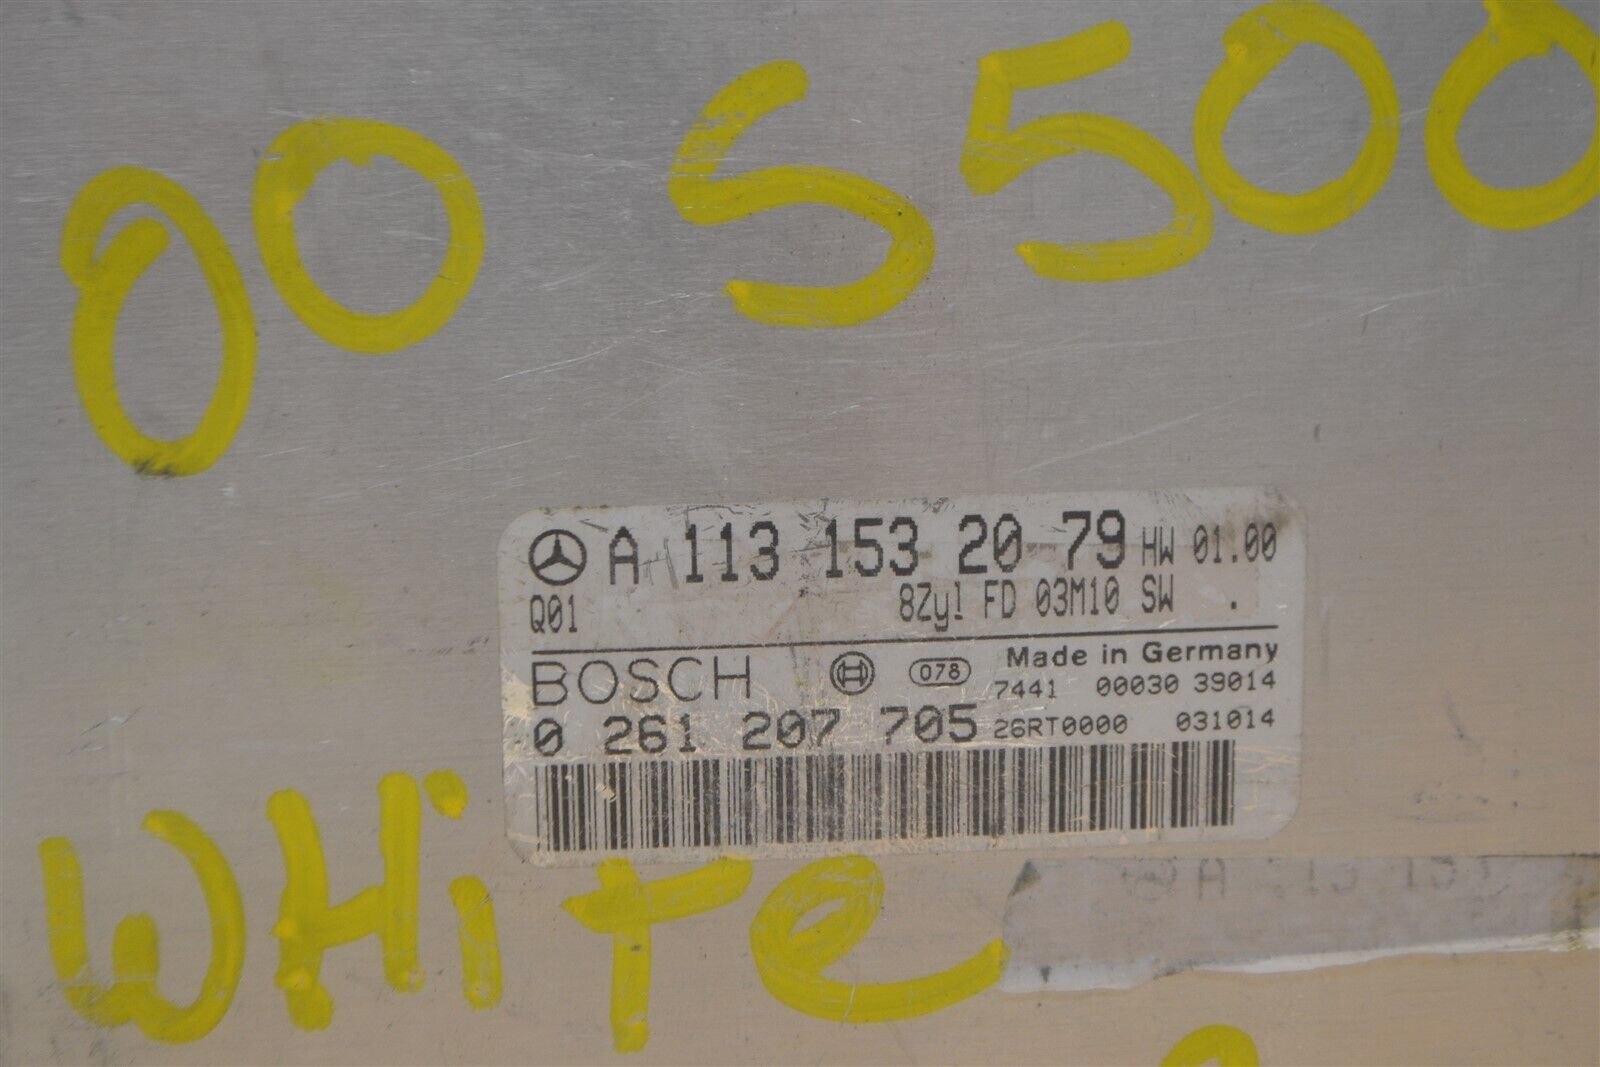 00 S500
A 113 153 20 79 HW 01.00
Q01 8Zyl FD 03M10 SW .
BOSCH 078 Made in Germany
7441 00030 39014
0 261 207 705 26RT0000 031014
WHiTe